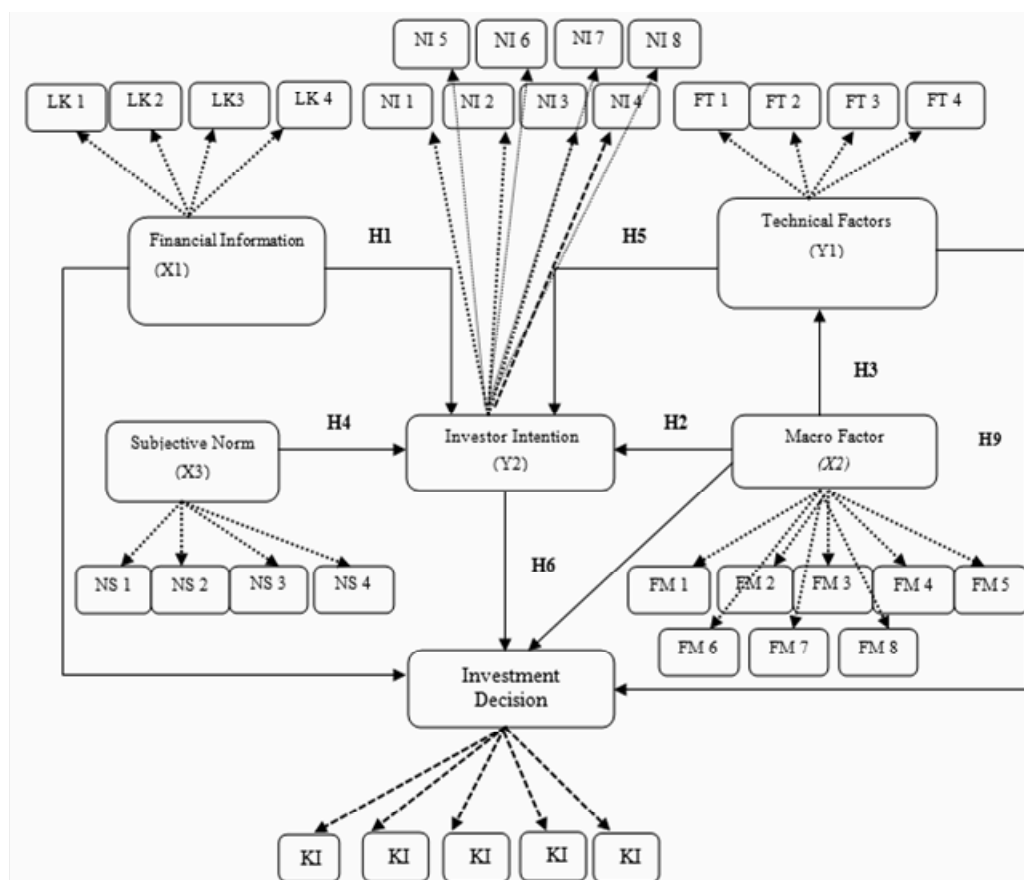 NI 5
NI 6
NI 7
NI 8
LK 1
LK 2
LK3
LK 4
NI 1
NI 2
NI 3
NI 4
FT 1
FT 2
FT 3
FT 4
Financial Information
(X1)
H1
H5
Technical Factors
(Y1)
H3
Subjective Norm
(X3)
H4
Investor Intention
(Y2)
H2
Macro Factor
(X2)
H9
NS 1
NS 2
NS 3
NS 4
H6
FM 1
FM 2
FM 3
FM 4
FM 5
FM 6
FM 7
FM 8
Investment
Decision
KI
KI
KI
KI
KI